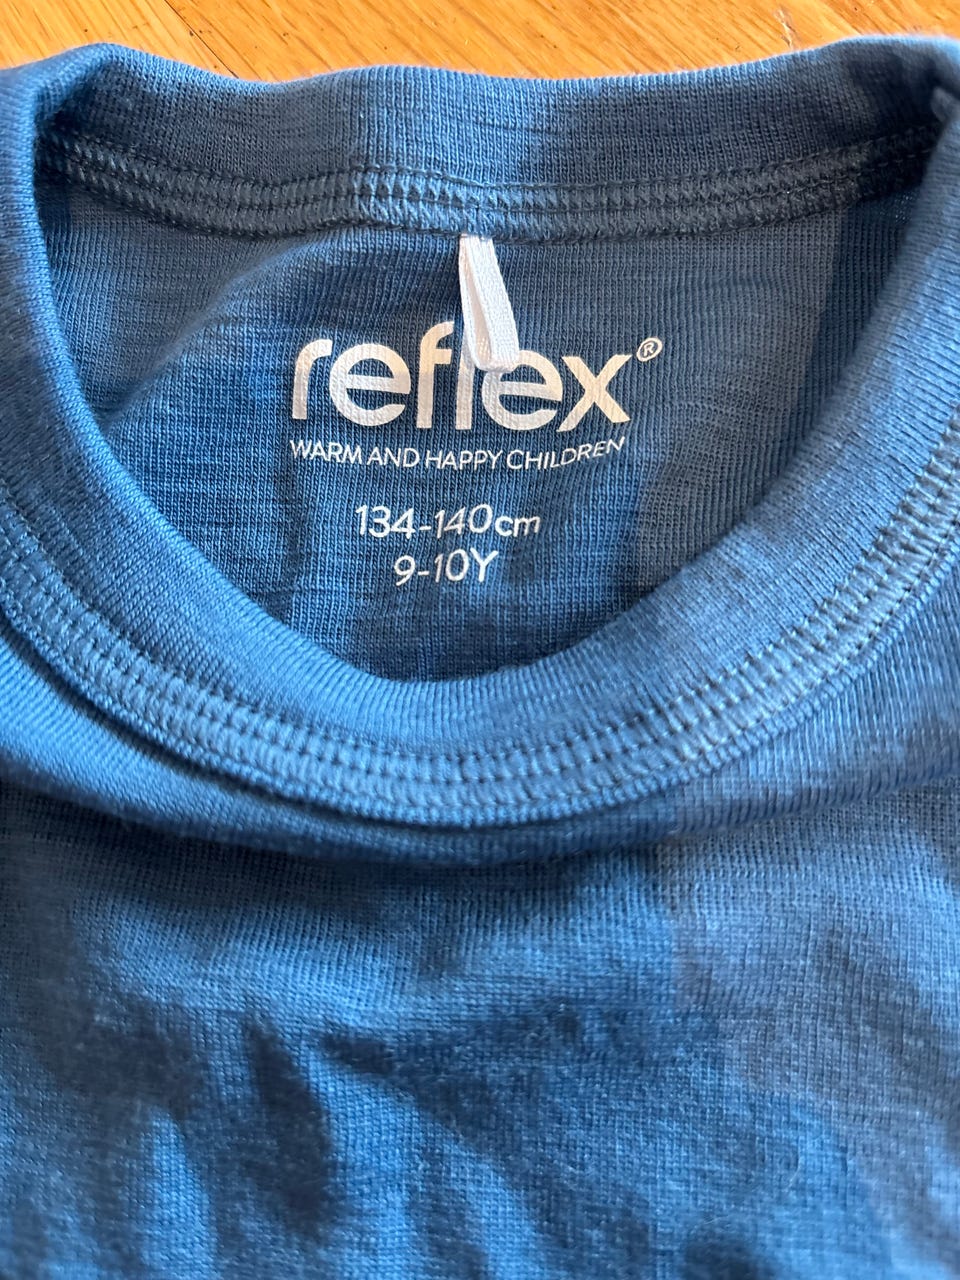 reflex®
WARM AND HAPPY CHILDREN
134-140cm
9-10Y